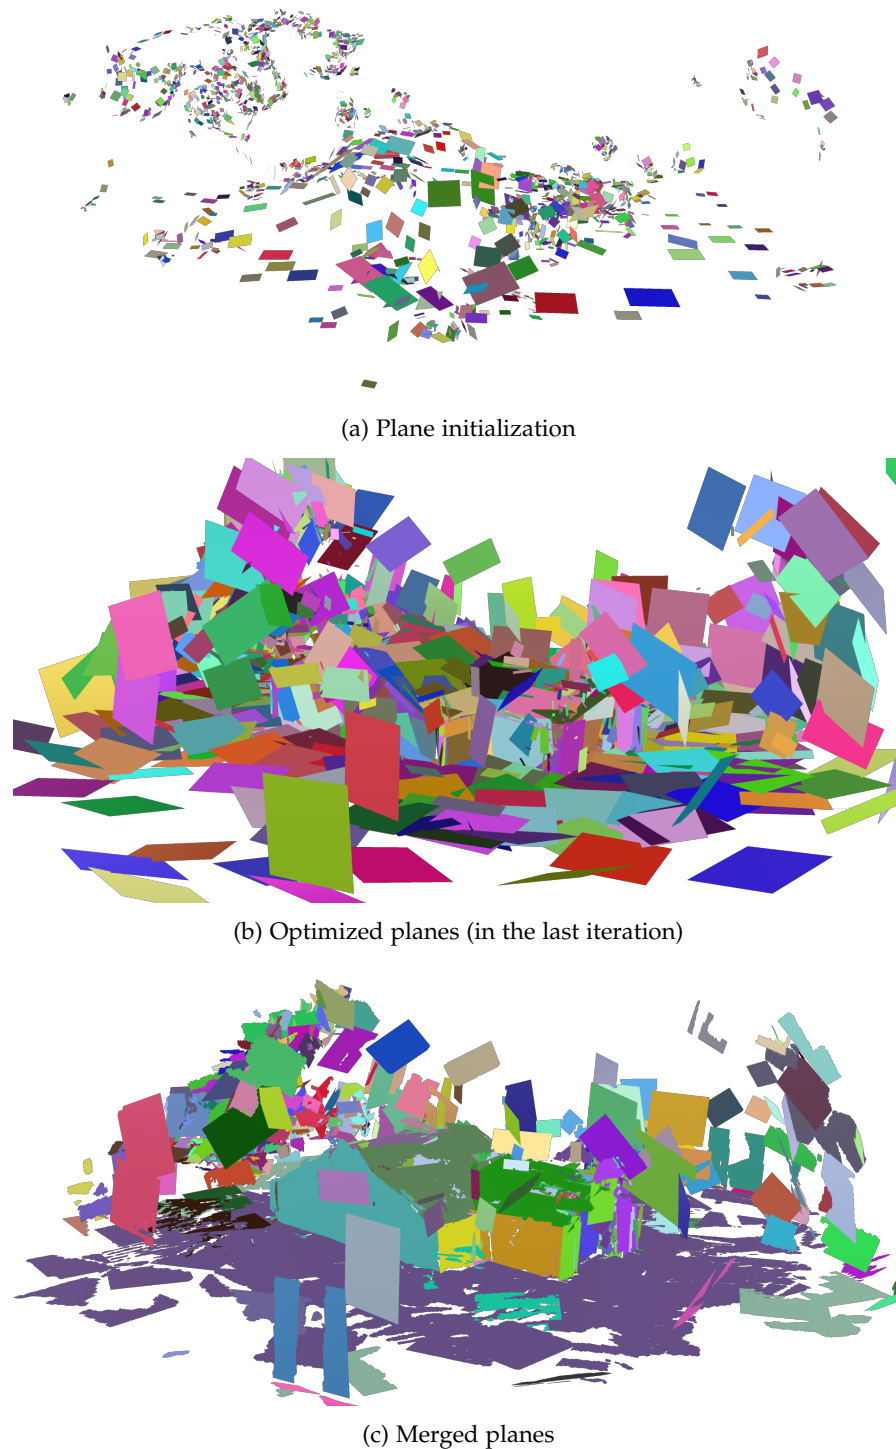 (a) Plane initialization
(b) Optimized planes (in the last iteration)
(c) Merged planes